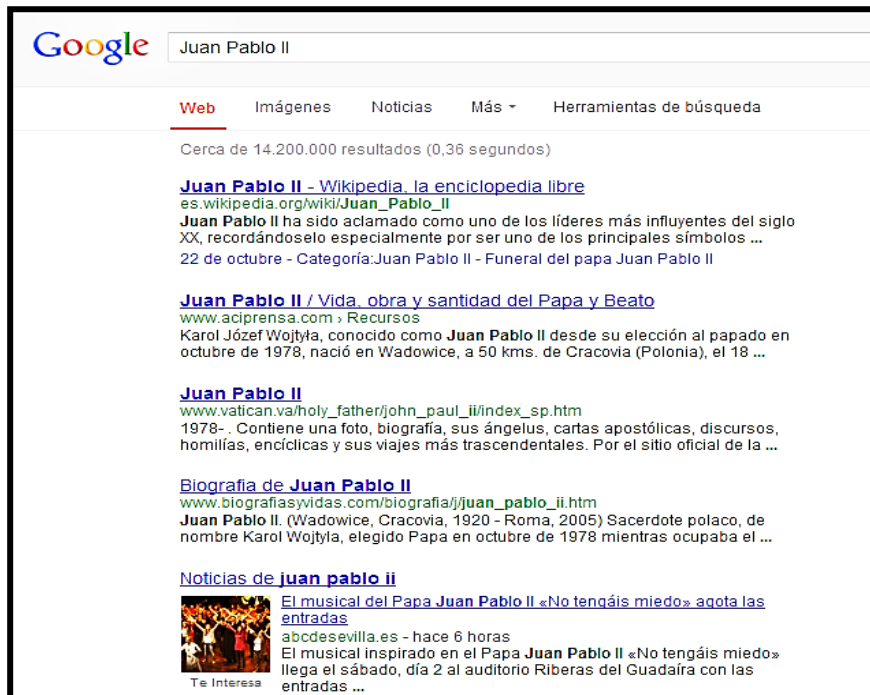 Google
Juan Pablo II
Web Imágenes Noticias Más Herramientas de búsqueda
Cerca de 14.200.000 resultados (0,36 segundos)
Juan Pablo II - Wikipedia, la enciclopedia libre
es.wikipedia.org/wiki/Juan_Pablo_II
Juan Pablo II ha sido aclamado como uno de los líderes más influyentes del siglo
XX, recordándoselo especialmente por ser uno de los principales símbolos ...
22 de octubre - Categoría:Juan Pablo II - Funeral del papa Juan Pablo II
Juan Pablo II / Vida, obra y santidad del Papa y Beato
www.aciprensa.com › Recursos
Karol Józef Wojtyła, conocido como Juan Pablo II desde su elección al papado en
octubre de 1978, nació en Wadowice, a 50 kms. de Cracovia (Polonia), el 18 ...
Juan Pablo II
www.vatican.va/holy_father/john_paul_ii/index_sp.htm
1978- . Contiene una foto, biografía, sus ángelus, cartas apostólicas, discursos,
homilías, encíclicas y sus viajes más trascendentales. Por el sitio oficial de la ...
Biografia de Juan Pablo II
www.biografiasyvidas.com/biografia/j/juan_pablo_ii.htm
Juan Pablo II. (Wadowice, Cracovia, 1920 - Roma, 2005) Sacerdote polaco, de
nombre Karol Wojtyla, elegido Papa en octubre de 1978 mientras ocupaba el ...
Noticias de juan pablo ii
El musical del Papa Juan Pablo II «No tengáis miedo» agota las
entradas
abcdesevilla.es - hace 6 horas
El musical inspirado en el Papa Juan Pablo II «No tengáis miedo»
llega el sábado, día 2 al auditorio Riberas del Guadaíra con las
entradas ...
Te Interesa